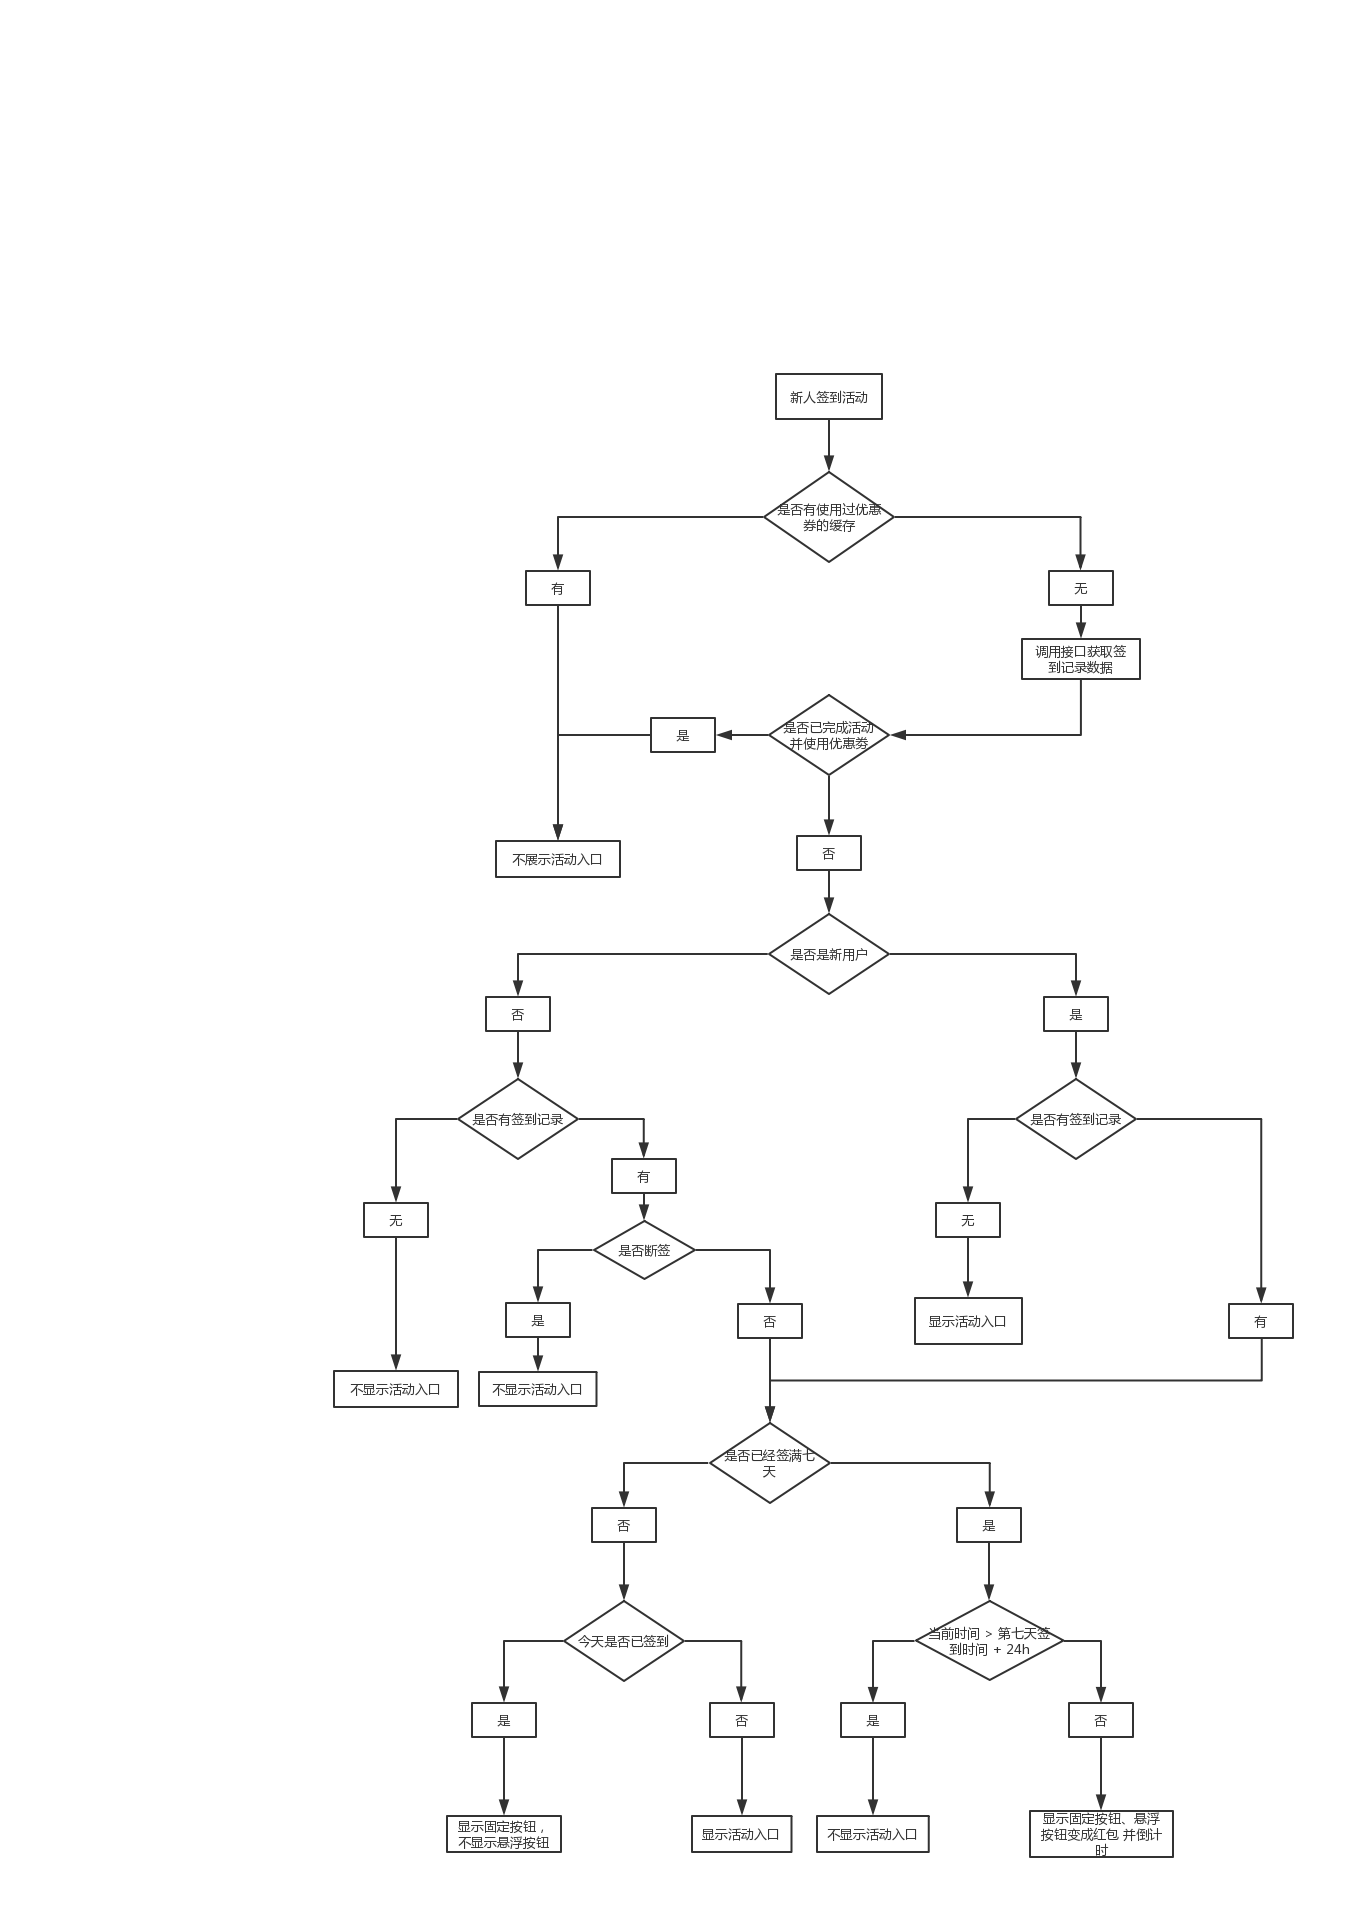 新人签到活动
是否有使用过优惠
券的缓存
有
无
调用接口获取签
到记录数据
是否已完成活动
并使用优惠券
是
不展示活动入口
否
是否是新用户
否
是
是否有签到记录
是否有签到记录
有
无
无
是否断签
是
否
显示活动入口
有
不显示活动入口
不显示活动入口
是否已经签满七
天
否
是
今天是否已签到
当前时间 > 第七天签
到时间 + 24h
是
否
是
否
显示固定按钮，
不显示悬浮按钮
显示活动入口
不显示活动入口
显示固定按钮、悬浮
按钮变成红包 并倒计
时